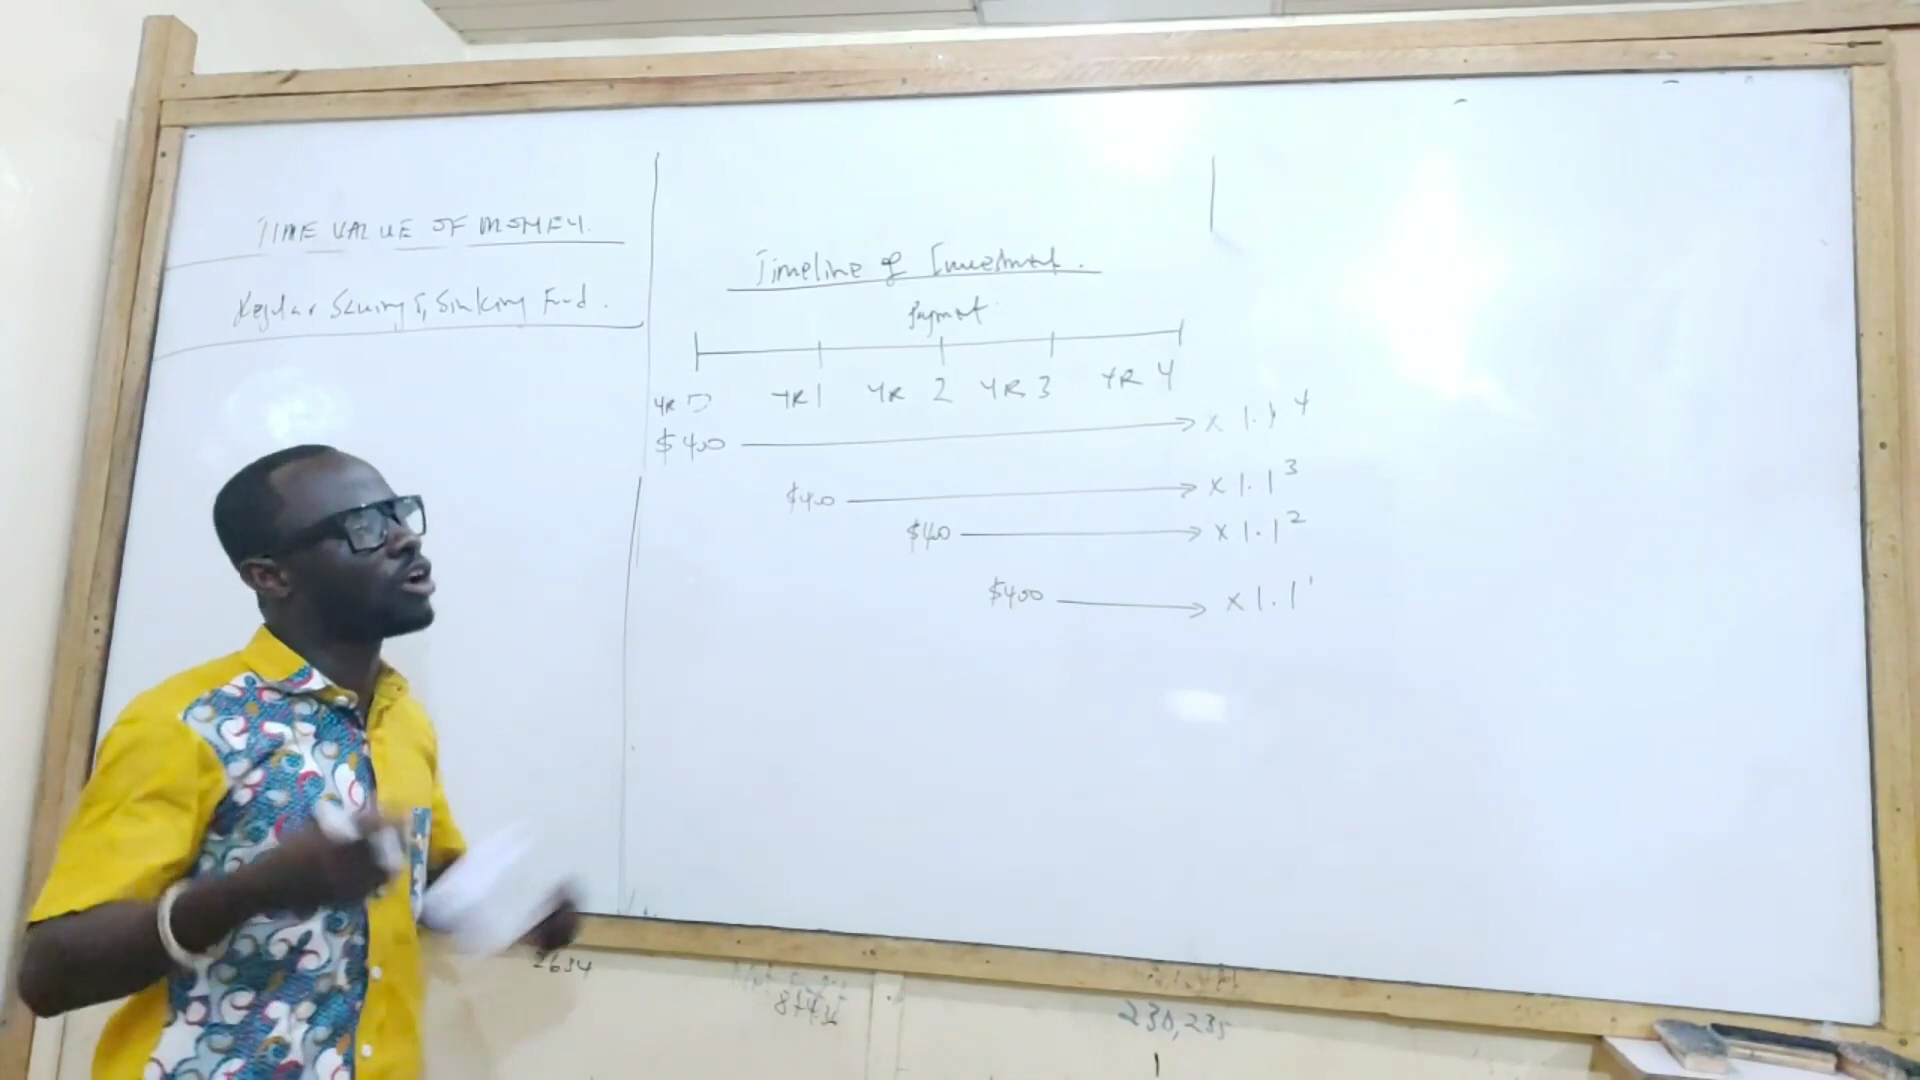 TIME VALUE OF MONEY.
Regular Savings, Sinking Fund.
Timeline of Investment.
Payment
YR 0 YR 1 YR 2 YR 3 YR 4
$400 → x 1.1^4
$400 → x 1.1^3
$400 → x 1.1^2
$400 → x 1.1^1
2654
230,235